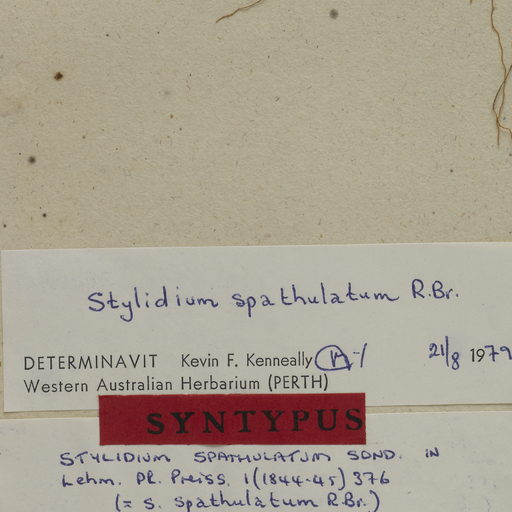 Stylidium spathulatum R.Br.
DETERMINAVIT Kevin F. Kenneally 21/8 1979
Western Australian Herbarium (PERTH)
SYNTYPUS
STYLIDIUM SPATHULATUM SOND. IN
Lehm. Pl. Preiss. 1(1844-45) 376
(= S. spathulatum R.Br.)